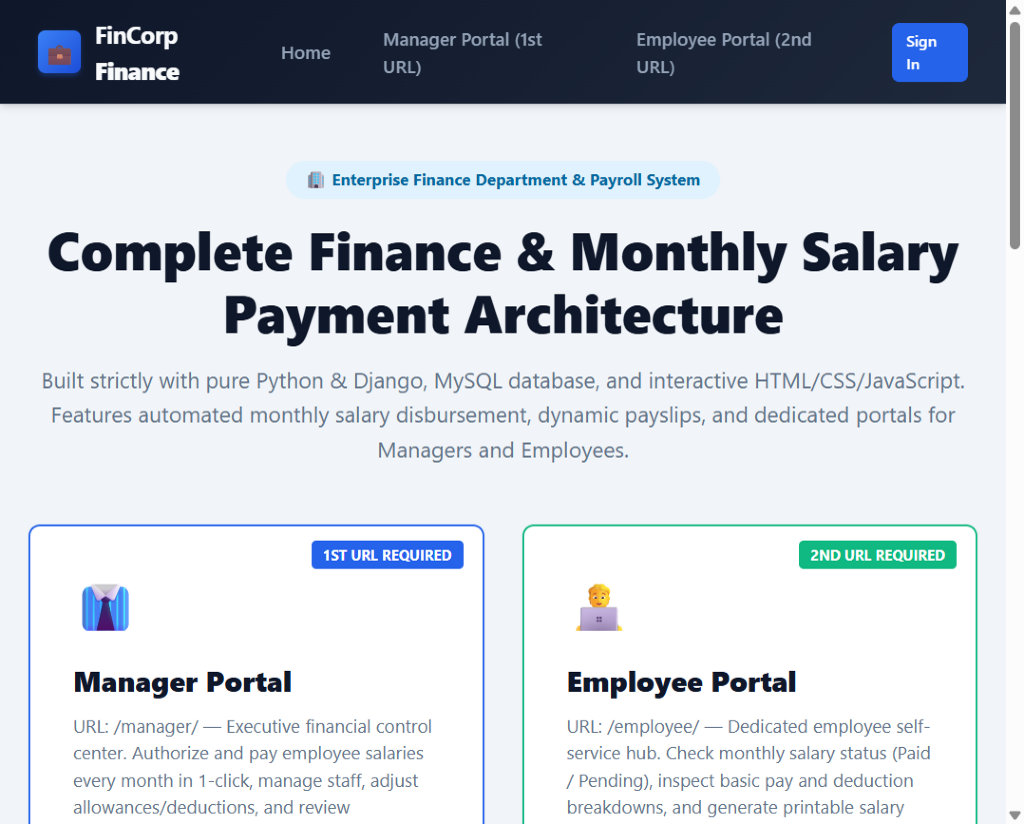 FinCorp
Finance
Home
Manager Portal (1st
URL)
Employee Portal (2nd
URL)
Sign
In
Enterprise Finance Department & Payroll System
Complete Finance & Monthly Salary
Payment Architecture
Built strictly with pure Python & Django, MySQL database, and interactive HTML/CSS/JavaScript.
Features automated monthly salary disbursement, dynamic payslips, and dedicated portals for
Managers and Employees.
1ST URL REQUIRED
Manager Portal
URL: /manager/ — Executive financial control
center. Authorize and pay employee salaries
every month in 1-click, manage staff, adjust
allowances/deductions, and review
2ND URL REQUIRED
Employee Portal
URL: /employee/ — Dedicated employee self-
service hub. Check monthly salary status (Paid
/ Pending), inspect basic pay and deduction
breakdowns, and generate printable salary